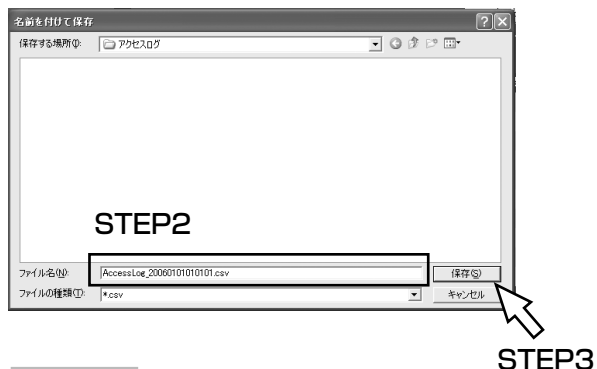 名前を付けて保存
保存する場所(I):
アクセスログ
STEP2
ファイル名(N):
AccessLog_20060101010101.csv
保存(S)
ファイルの種類(T):
*.csv
キャンセル
STEP3